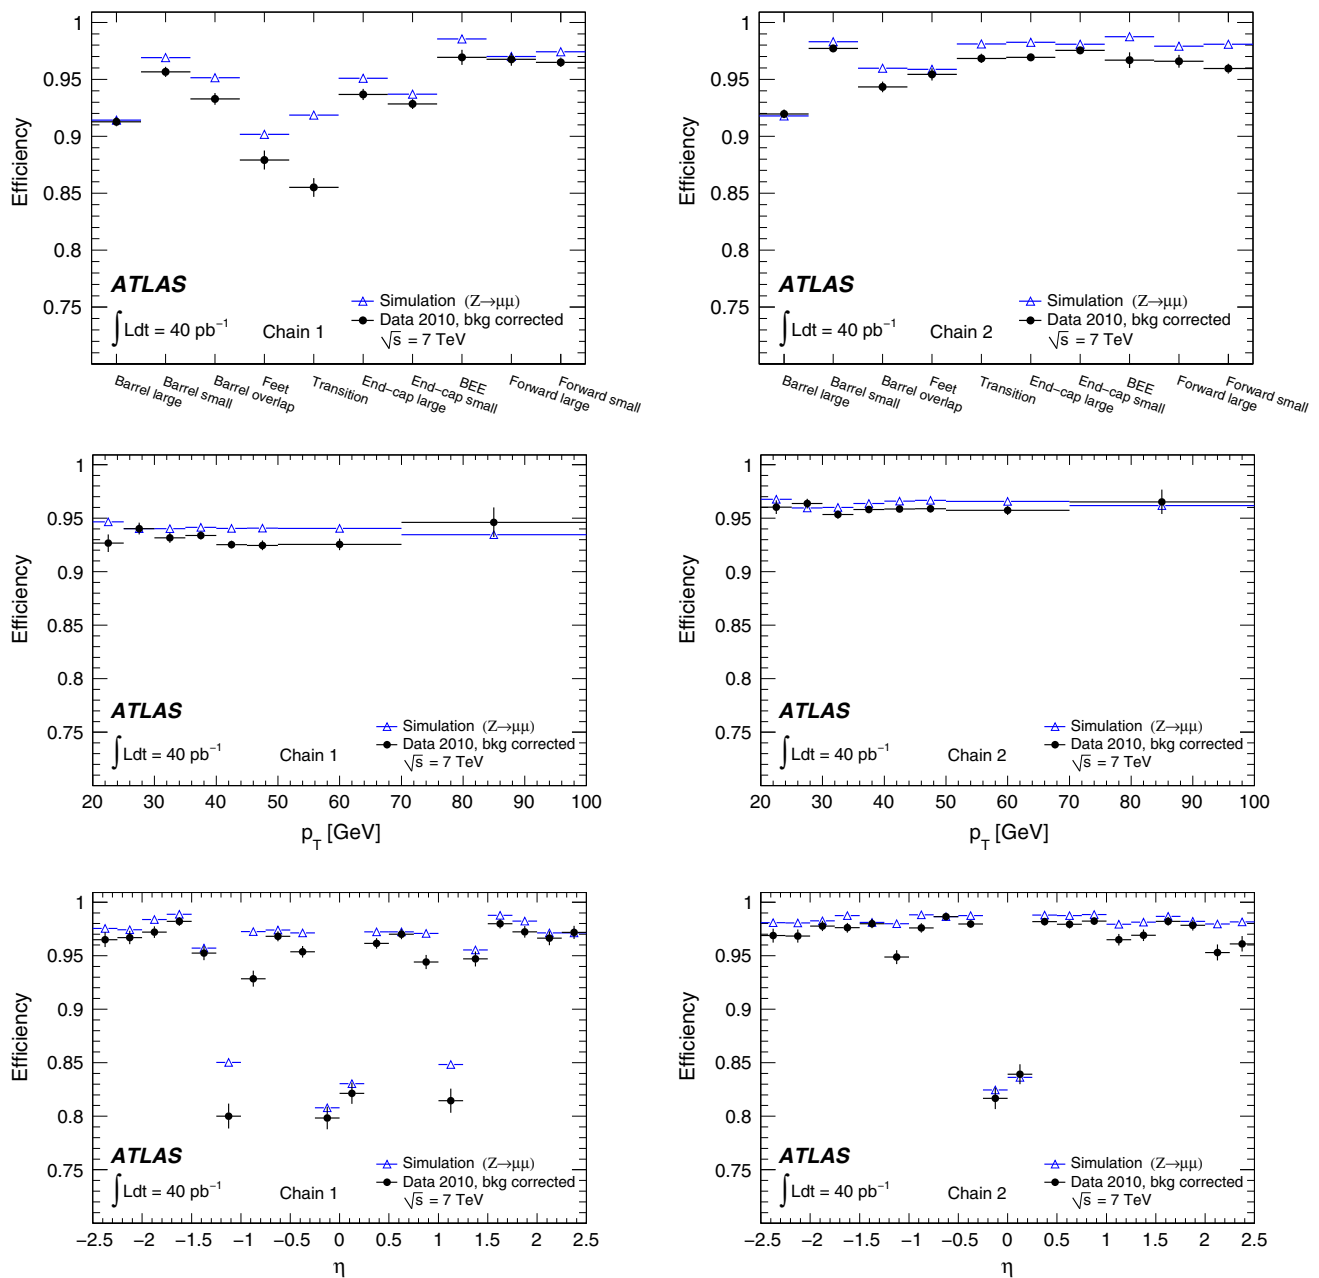 1
0.95
0.9
0.85
0.8
0.75
Efficiency
ATLAS
∫ Ldt = 40 pb⁻¹
Chain 1
Simulation (Z→μμ)
Data 2010, bkg corrected
√s = 7 TeV
Barrel large
Barrel small
Barrel overlap
Feet
Transition
End–cap large
End–cap small
BEE
Forward large
Forward small
1
0.95
0.9
0.85
0.8
0.75
Efficiency
ATLAS
∫ Ldt = 40 pb⁻¹
Chain 2
Simulation (Z→μμ)
Data 2010, bkg corrected
√s = 7 TeV
Barrel large
Barrel small
Barrel overlap
Feet
Transition
End–cap large
End–cap small
BEE
Forward large
Forward small
1
0.95
0.9
0.85
0.8
0.75
Efficiency
ATLAS
∫ Ldt = 40 pb⁻¹
Chain 1
Simulation (Z→μμ)
Data 2010, bkg corrected
√s = 7 TeV
20 30 40 50 60 70 80 90 100
p_T [GeV]
1
0.95
0.9
0.85
0.8
0.75
Efficiency
ATLAS
∫ Ldt = 40 pb⁻¹
Chain 2
Simulation (Z→μμ)
Data 2010, bkg corrected
√s = 7 TeV
20 30 40 50 60 70 80 90 100
p_T [GeV]
1
0.95
0.9
0.85
0.8
0.75
Efficiency
ATLAS
∫ Ldt = 40 pb⁻¹
Chain 1
Simulation (Z→μμ)
Data 2010, bkg corrected
√s = 7 TeV
−2.5 −2 −1.5 −1 −0.5 0 0.5 1 1.5 2 2.5
η
1
0.95
0.9
0.85
0.8
0.75
Efficiency
ATLAS
∫ Ldt = 40 pb⁻¹
Chain 2
Simulation (Z→μμ)
Data 2010, bkg corrected
√s = 7 TeV
−2.5 −2 −1.5 −1 −0.5 0 0.5 1 1.5 2 2.5
η